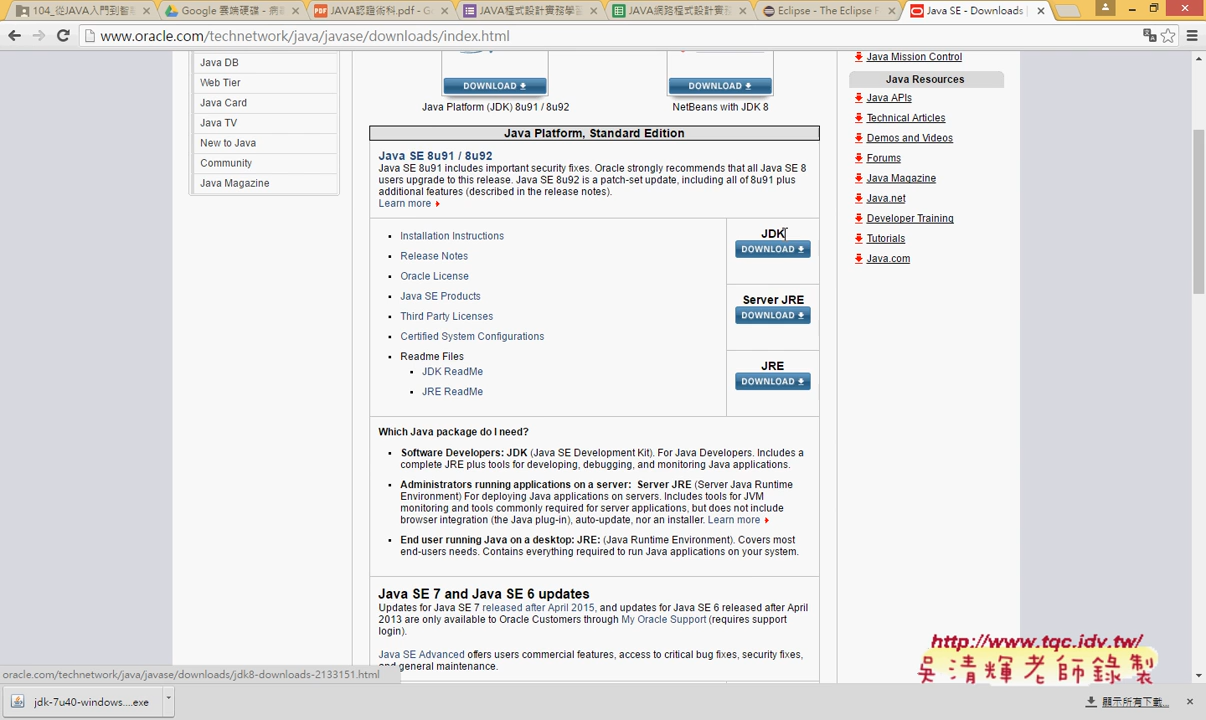 104_從JAVA入門到智
Google 雲端硬碟 - 無
JAVA認證術科.pdf - G
JAVA程式設計實務學
JAVA網路程式設計實務
Eclipse - The Eclipse F
Java SE - Downloads
www.oracle.com/technetwork/java/javase/downloads/index.html
Java DB
Web Tier
Java Card
Java TV
New to Java
Community
Java Magazine
DOWNLOAD
Java Platform (JDK) 8u91 / 8u92
DOWNLOAD
NetBeans with JDK 8
Java Platform, Standard Edition
Java SE 8u91 / 8u92
Java SE 8u91 includes important security fixes. Oracle strongly recommends that all Java SE 8
users upgrade to this release. Java SE 8u92 is a patch-set update, including all of 8u91 plus
additional features (described in the release notes).
Learn more
Installation Instructions
Release Notes
Oracle License
Java SE Products
Third Party Licenses
Certified System Configurations
Readme Files
JDK ReadMe
JRE ReadMe
JDK
DOWNLOAD
Server JRE
DOWNLOAD
JRE
DOWNLOAD
Which Java package do I need?
Software Developers: JDK (Java SE Development Kit). For Java Developers. Includes a
complete JRE plus tools for developing, debugging, and monitoring Java applications.
Administrators running applications on a server: Server JRE (Server Java Runtime
Environment) For deploying Java applications on servers. Includes tools for JVM
monitoring and tools commonly required for server applications, but does not include
browser integration (the Java plug-in), auto-update, nor an installer. Learn more
End user running Java on a desktop: JRE: (Java Runtime Environment). Covers most
end-users needs. Contains everything required to run Java applications on your system.
Java SE 7 and Java SE 6 updates
Updates for Java SE 7 released after April 2015, and updates for Java SE 6 released after April
2013 are only available to Oracle Customers through My Oracle Support (requires support
login).
Java SE Advanced offers users commercial features, access to critical bug fixes, security fixes,
and general maintenance.
Java Mission Control
Java Resources
Java APIs
Technical Articles
Demos and Videos
Forums
Java Magazine
Java.net
Developer Training
Tutorials
Java.com
http://www.tqc.idv.tw/
吳清輝老師錄製
oracle.com/technetwork/java/javase/downloads/jdk8-downloads-2133151.html
jdk-7u40-windows....exe
顯示所有下載...